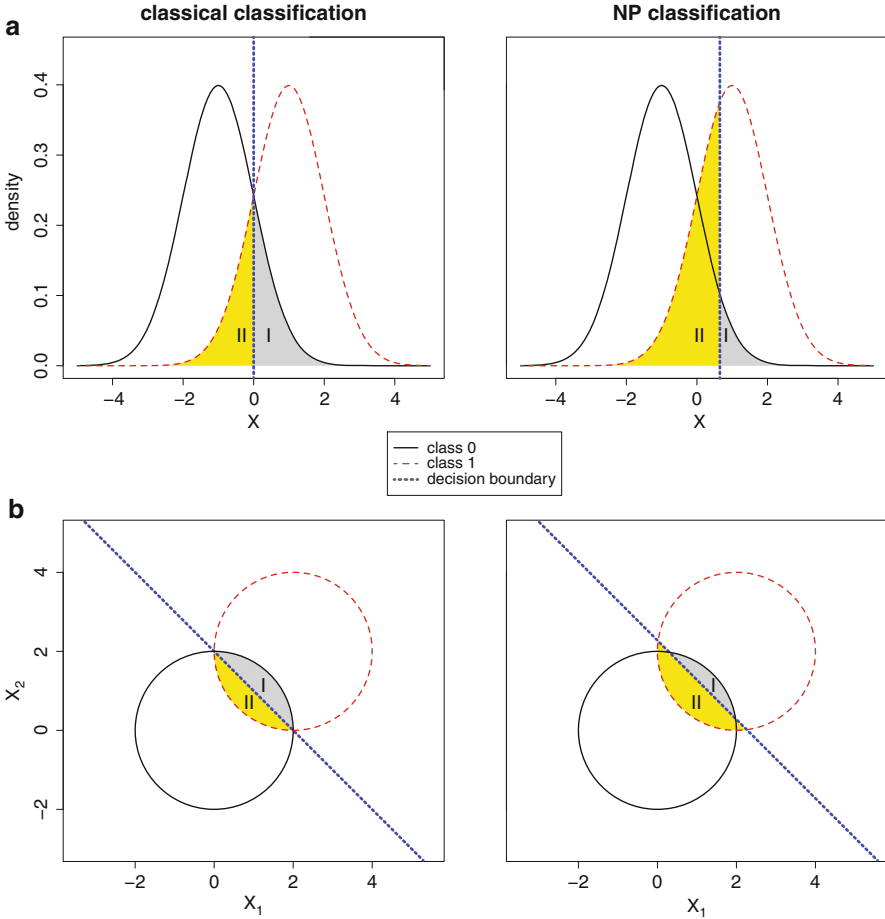 classical classification
NP classification
a
density
0.0
0.1
0.2
0.3
0.4
II
I
−4
−2
0
2
4
X
II
I
−4
−2
0
2
4
X
class 0
class 1
decision boundary
b
X2
−2
0
2
4
I
II
−2
0
2
4
X1
I
II
−2
0
2
4
X1